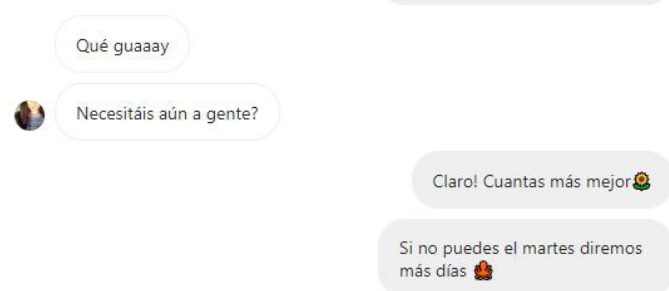 Qué guaaay
Necesitáis aún a gente?
Claro! Cuantas más mejor🌻
Si no puedes el martes diremos
más días 🐙